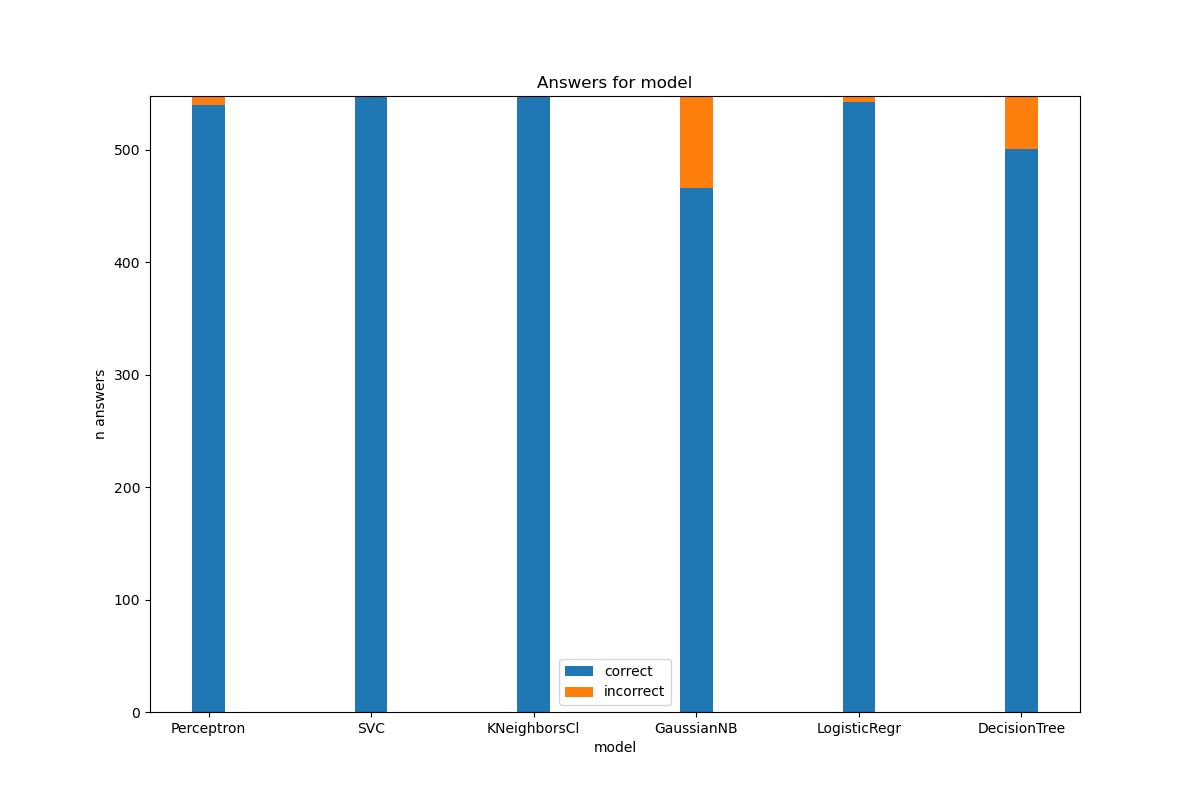 Answers for model
500
400
300
200
100
0
n answers
correct
incorrect
Perceptron SVC KNeighborsCl GaussianNB LogisticRegr DecisionTree
model